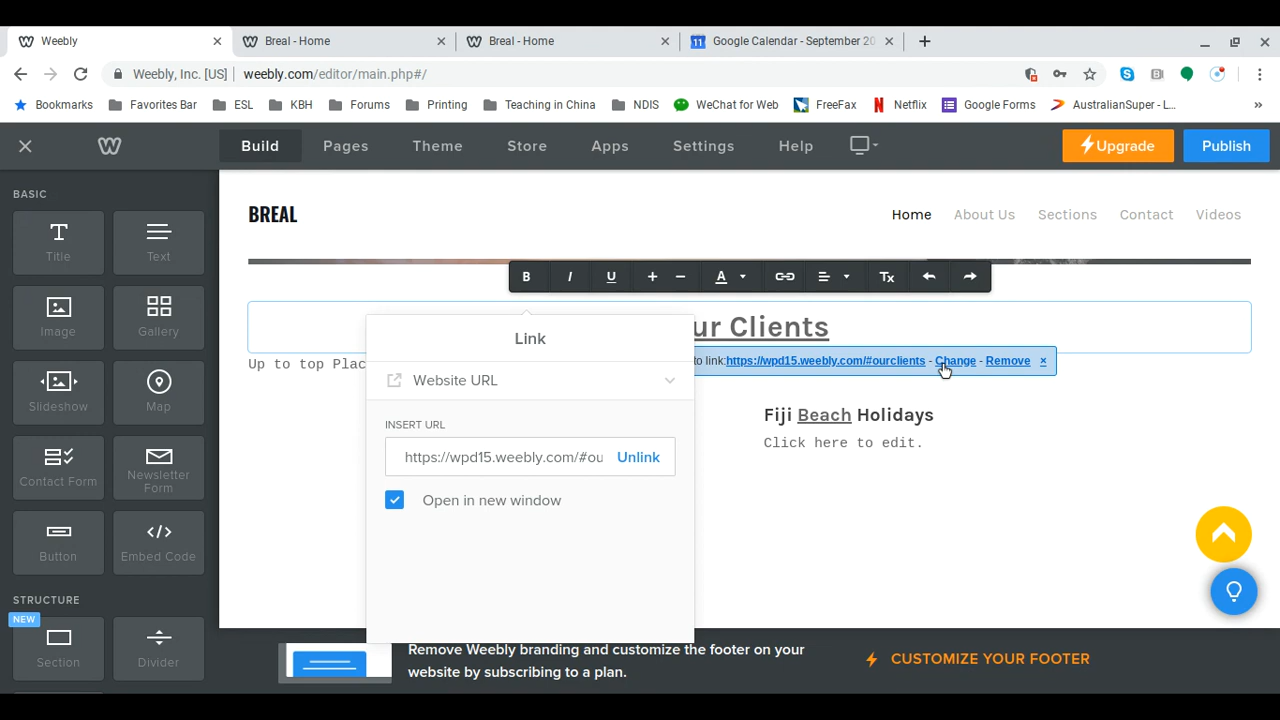 Weebly
Breal - Home
Breal - Home
Google Calendar - September 20
Weebly, Inc. [US] weebly.com/editor/main.php#/
Bookmarks Favorites Bar ESL KBH Forums Printing Teaching in China NDIS WeChat for Web FreeFax Netflix Google Forms AustralianSuper - L... »
Build Pages Theme Store Apps Settings Help Upgrade Publish
BASIC
Title Text
Image Gallery
Slideshow Map
Contact Form Newsletter Form
Button Embed Code
STRUCTURE
NEW
Section Divider
BREAL
Home About Us Sections Contact Videos
B I U + − A Tx
ur Clients
to link:https://wpd15.weebly.com/#ourclients - Change - Remove ×
Up to top Plac
Link
Website URL
INSERT URL
https://wpd15.weebly.com/#ou Unlink
Open in new window
Fiji Beach Holidays
Click here to edit.
Remove Weebly branding and customize the footer on your
website by subscribing to a plan.
CUSTOMIZE YOUR FOOTER